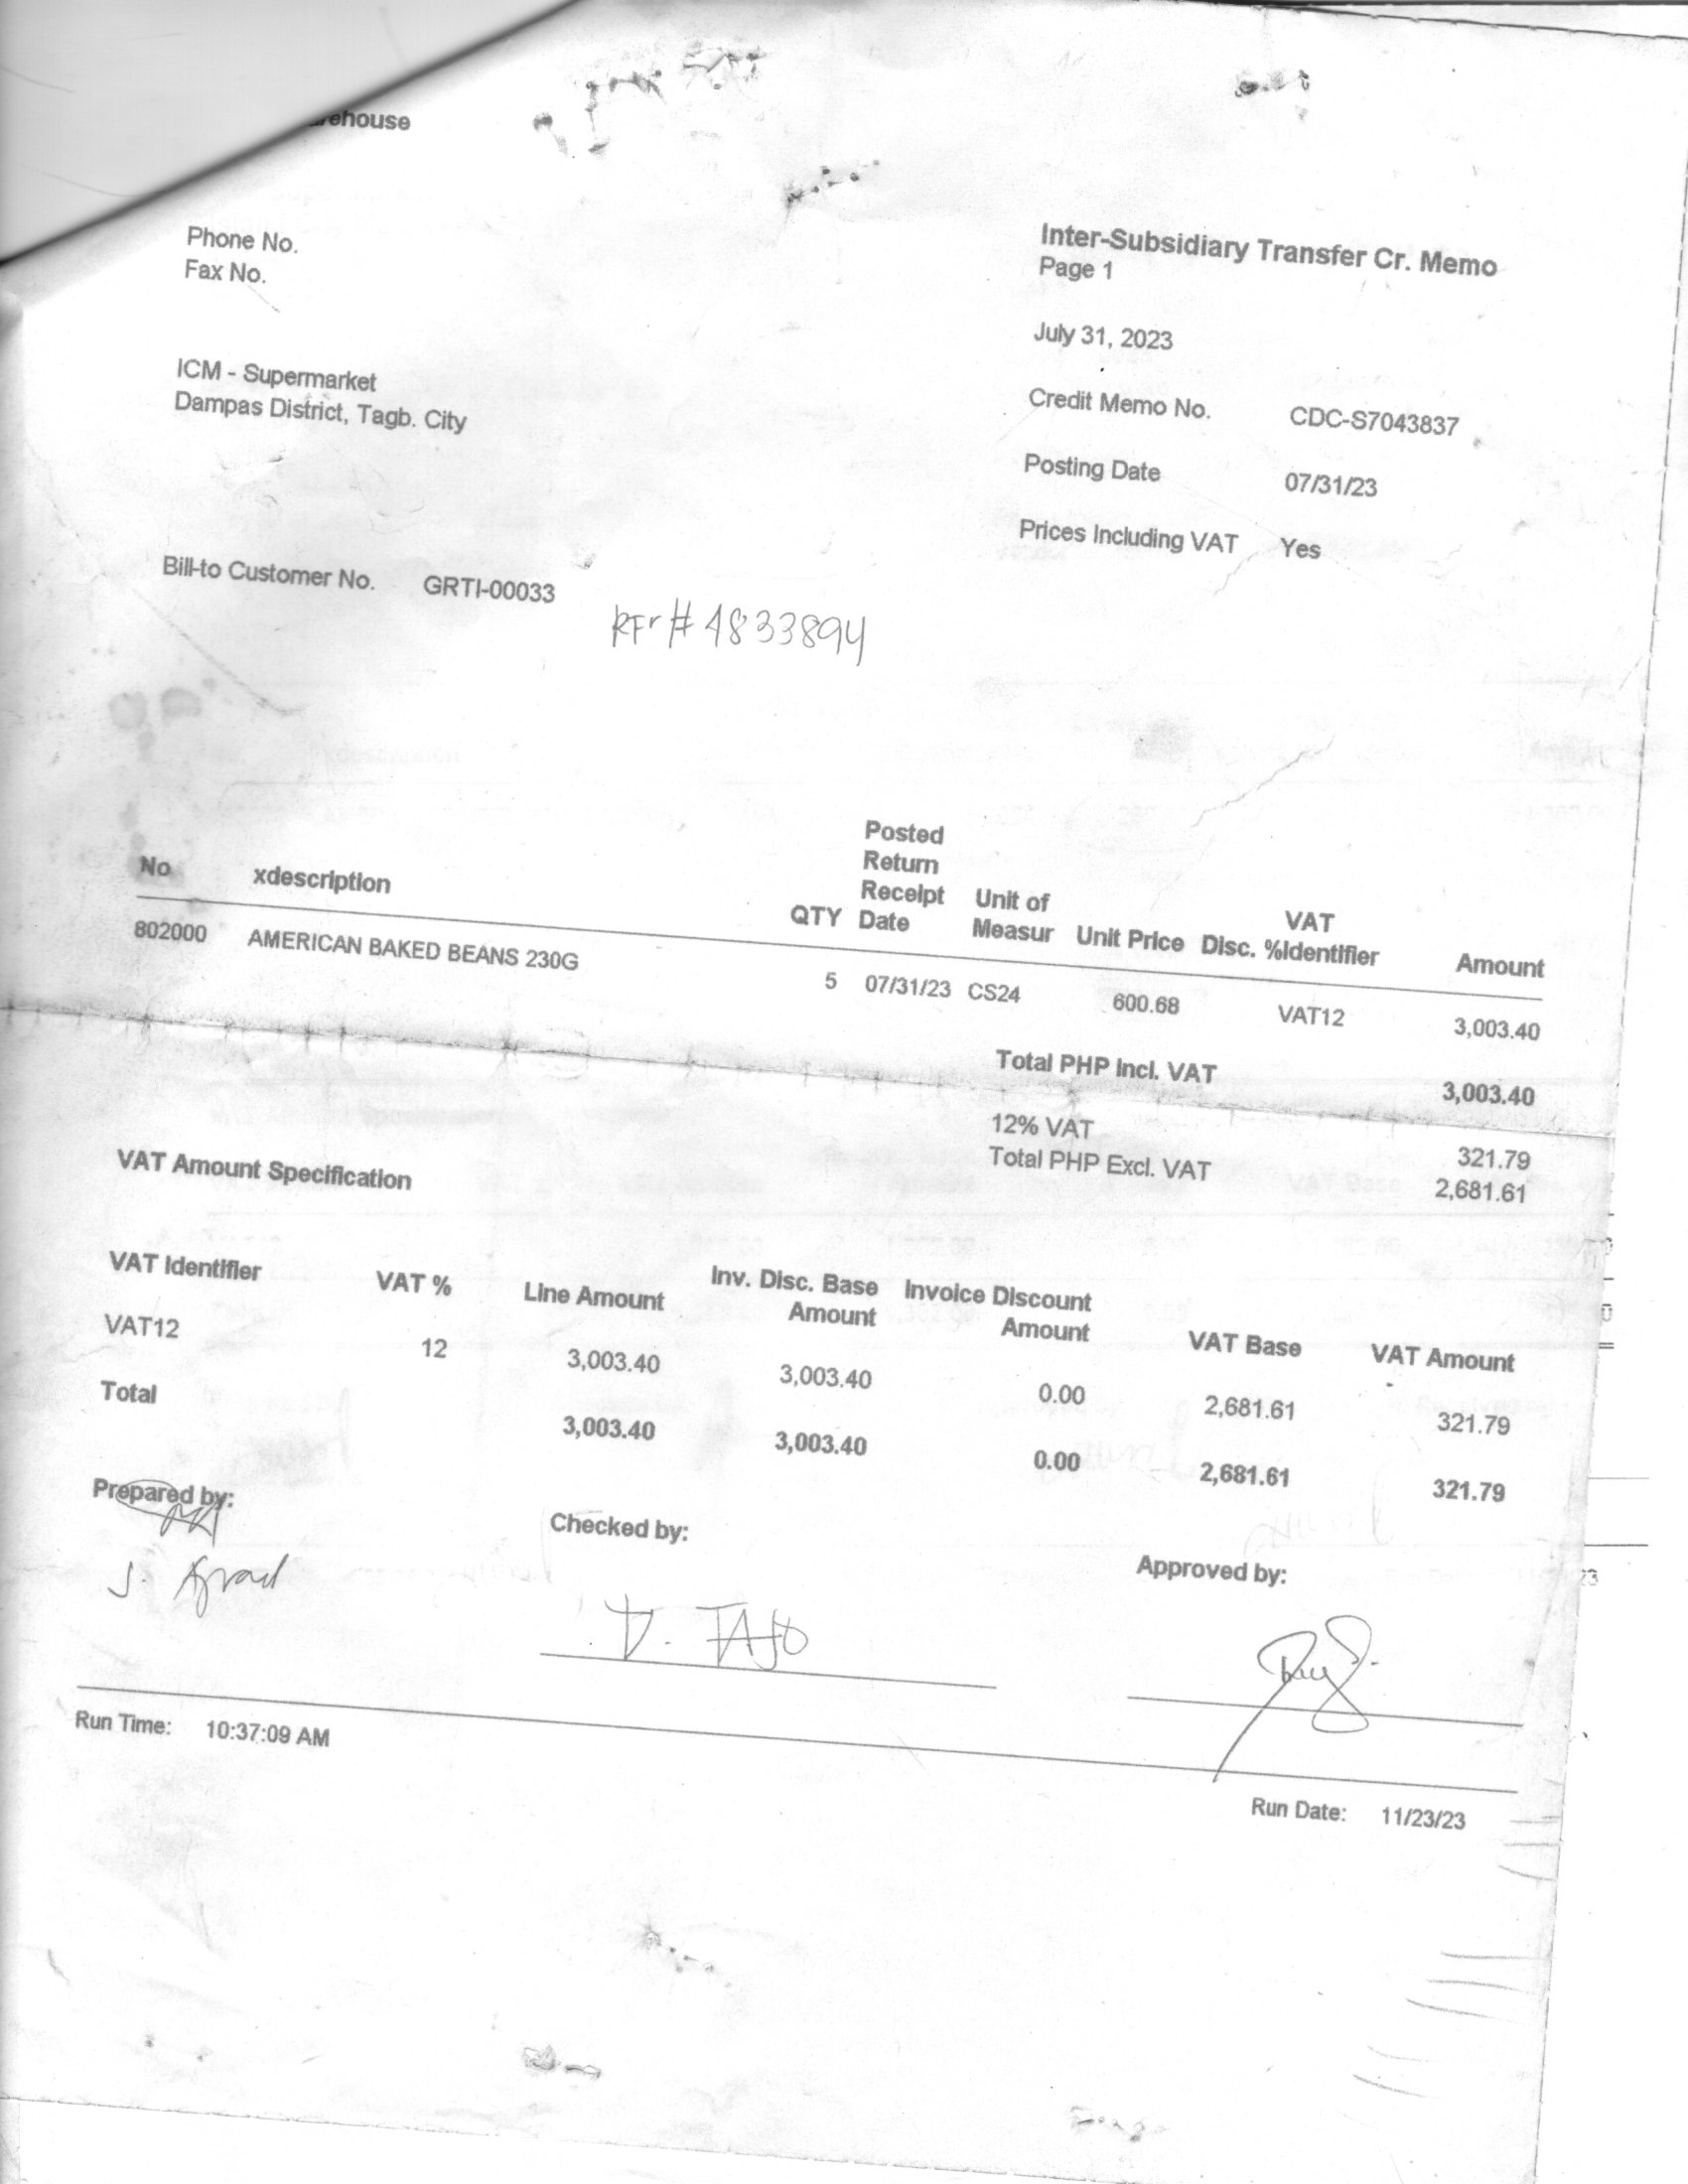 Phone No.
Fax No.
Inter-Subsidiary Transfer Cr. Memo
Page 1
July 31, 2023
ICM - Supermarket
Dampas District, Tagb. City
Credit Memo No. CDC-S7043837
Posting Date 07/31/23
Prices Including VAT Yes
Bill-to Customer No. GRTI-00033
RFr # 4833894
No xdescription QTY Posted Return Receipt Date Unit of Measur Unit Price Disc. % VAT Identifier Amount
802000 AMERICAN BAKED BEANS 230G 5 07/31/23 CS24 600.68 VAT12 3,003.40
Total PHP Incl. VAT 3,003.40
12% VAT 321.79
Total PHP Excl. VAT 2,681.61
VAT Amount Specification
VAT Identifier VAT % Line Amount Inv. Disc. Base Amount Invoice Discount Amount VAT Base VAT Amount
VAT12 12 3,003.40 3,003.40 0.00 2,681.61 321.79
Total 3,003.40 3,003.40 0.00 2,681.61 321.79
Prepared by:
Checked by:
Approved by:
Run Time: 10:37:09 AM
Run Date: 11/23/23